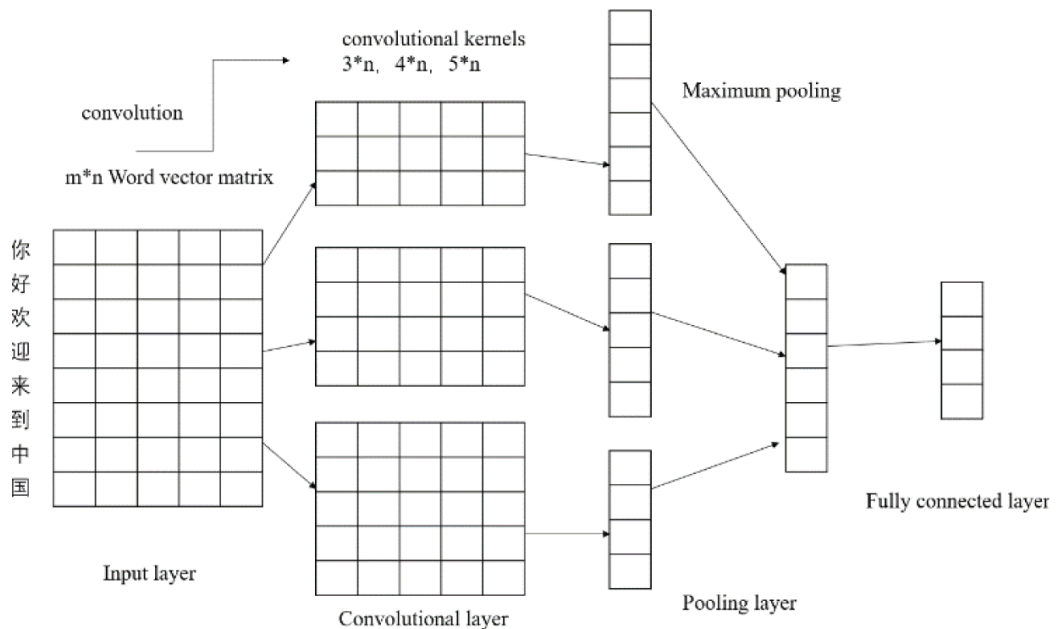 convolutional kernels
3*n, 4*n, 5*n
convolution
m*n Word vector matrix
Maximum pooling
你
好
欢
迎
来
到
中
国
Input layer
Convolutional layer
Pooling layer
Fully connected layer